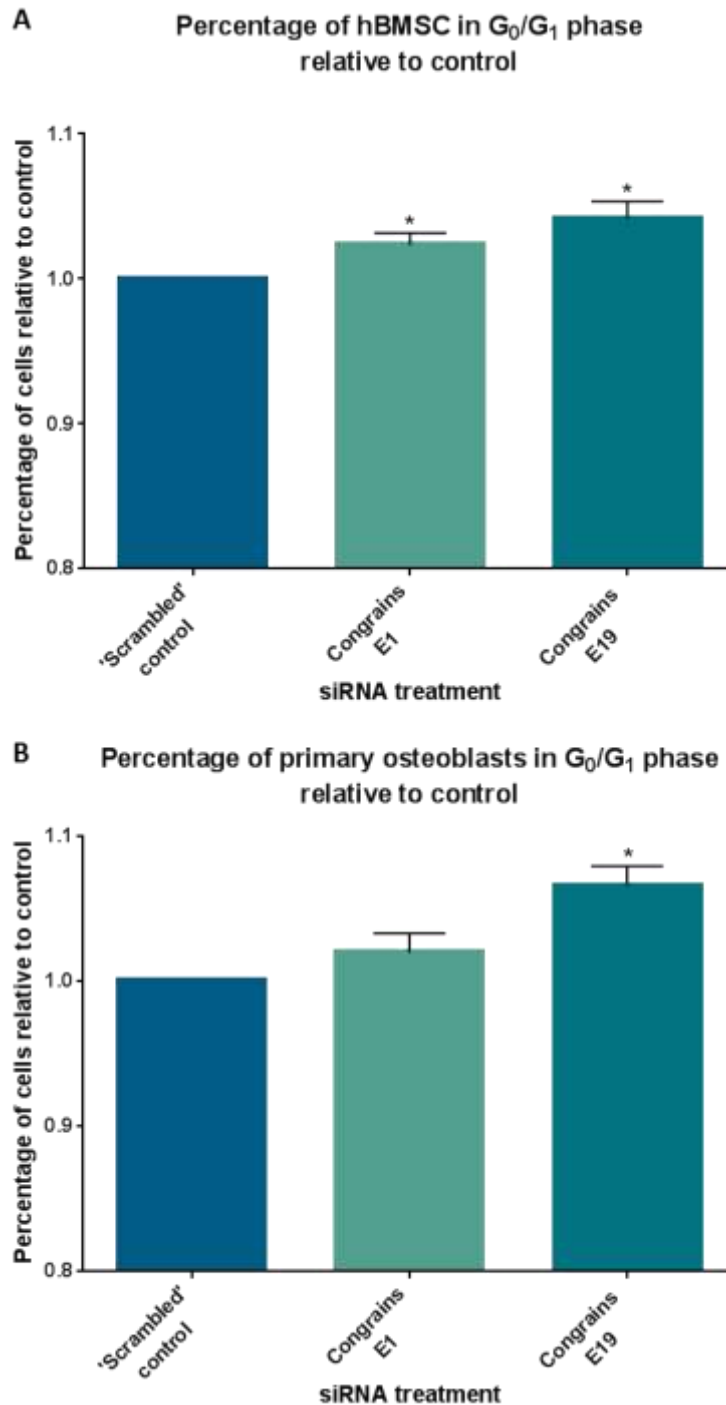 A
Percentage of hBMSC in G₀/G₁ phase
relative to control
Percentage of cells relative to control
1.1
*
*
1.0
0.9
0.8
'Scrambled'
control
Congrains
E1
Congrains
E19
siRNA treatment
B
Percentage of primary osteoblasts in G₀/G₁ phase
relative to control
Percentage of cells relative to control
1.1
*
1.0
0.9
0.8
'Scrambled'
control
Congrains
E1
Congrains
E19
siRNA treatment